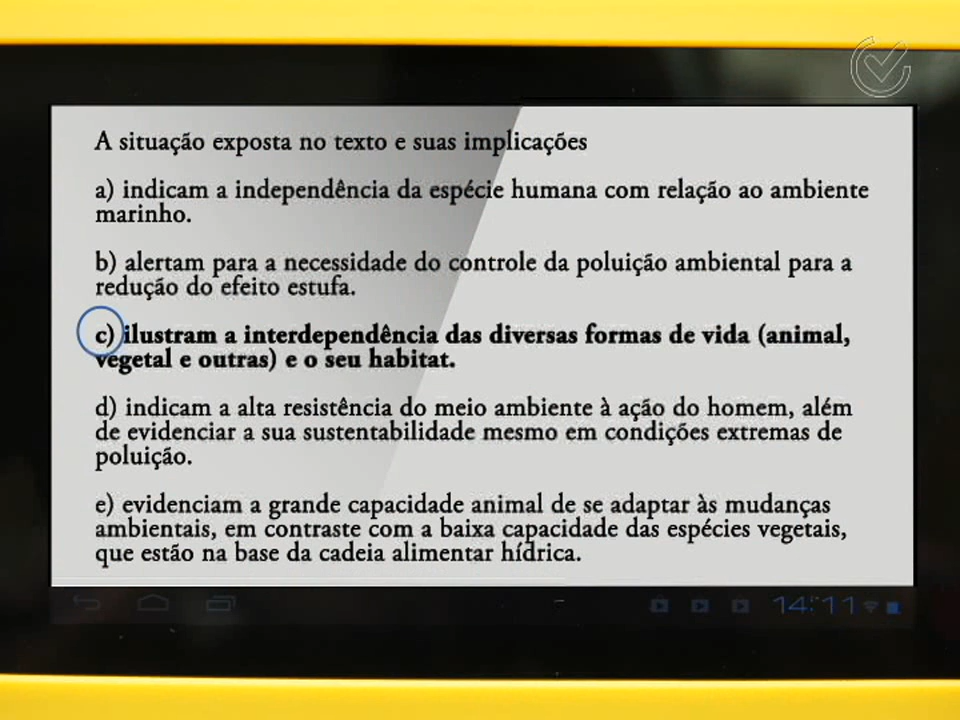 A situação exposta no texto e suas implicações
a) indicam a independência da espécie humana com relação ao ambiente
marinho.
b) alertam para a necessidade do controle da poluição ambiental para a
redução do efeito estufa.
c) ilustram a interdependência das diversas formas de vida (animal,
vegetal e outras) e o seu habitat.
d) indicam a alta resistência do meio ambiente à ação do homem, além
de evidenciar a sua sustentabilidade mesmo em condições extremas de
poluição.
e) evidenciam a grande capacidade animal de se adaptar às mudanças
ambientais, em contraste com a baixa capacidade das espécies vegetais,
que estão na base da cadeia alimentar hídrica.
14:11